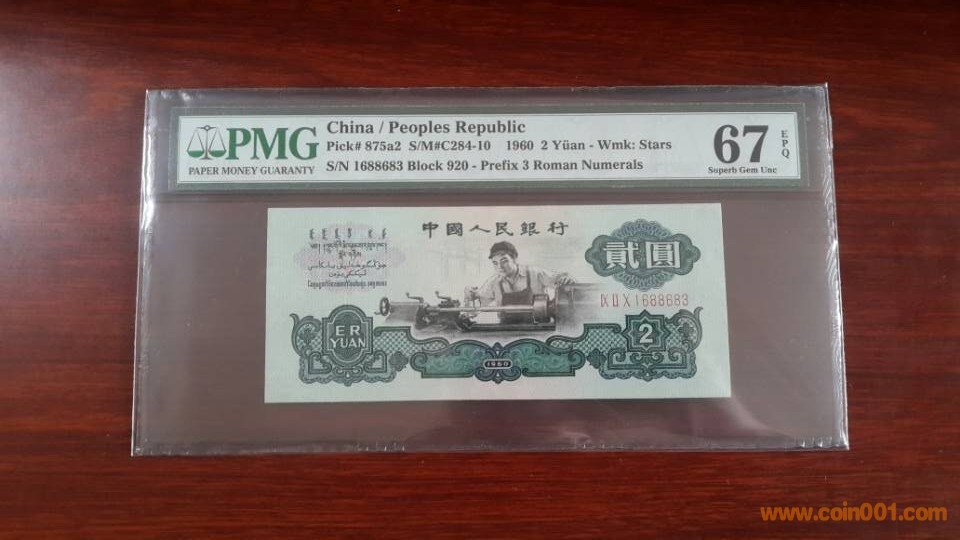 PMG
PAPER MONEY GUARANTY
China / Peoples Republic
Pick# 875a2 S/M#C284-10 1960 2 Yüan - Wmk: Stars
S/N 1688683 Block 920 - Prefix 3 Roman Numerals
67
EPQ
Superb Gem Unc
中國人民銀行
貳圓
IX II X 1688683
ER
YUAN
2
1960
www.coin001.com